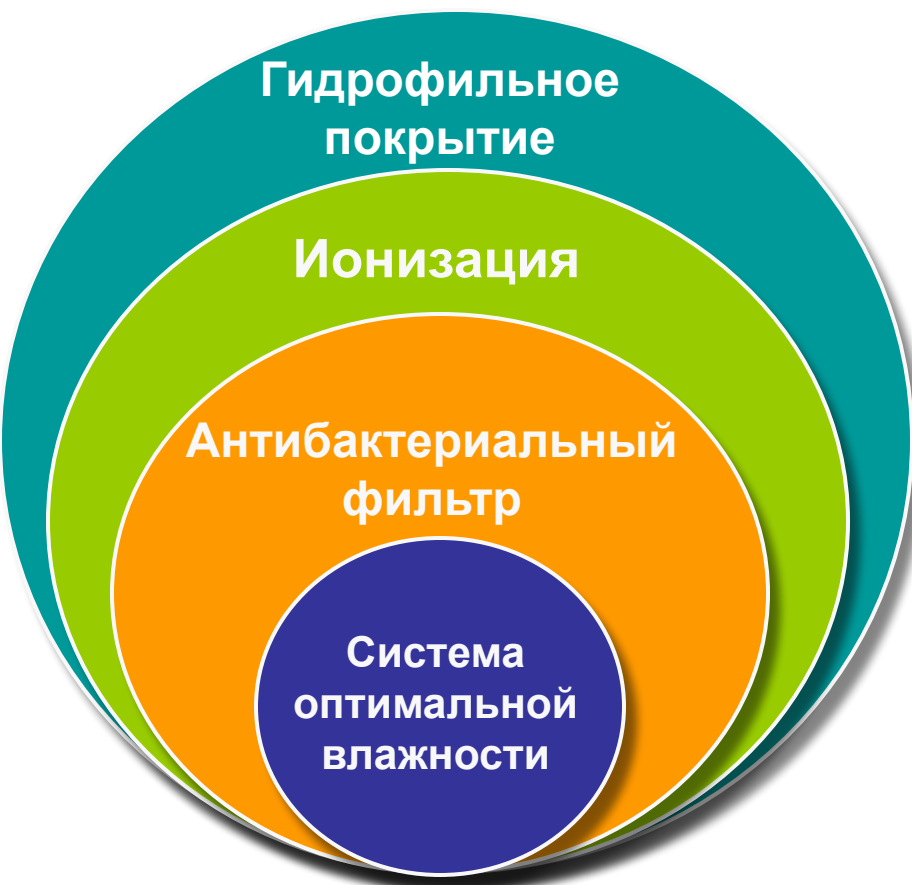 Гидрофильное
покрытие
Ионизация
Антибактериальный
фильтр
Система
оптимальной
влажности